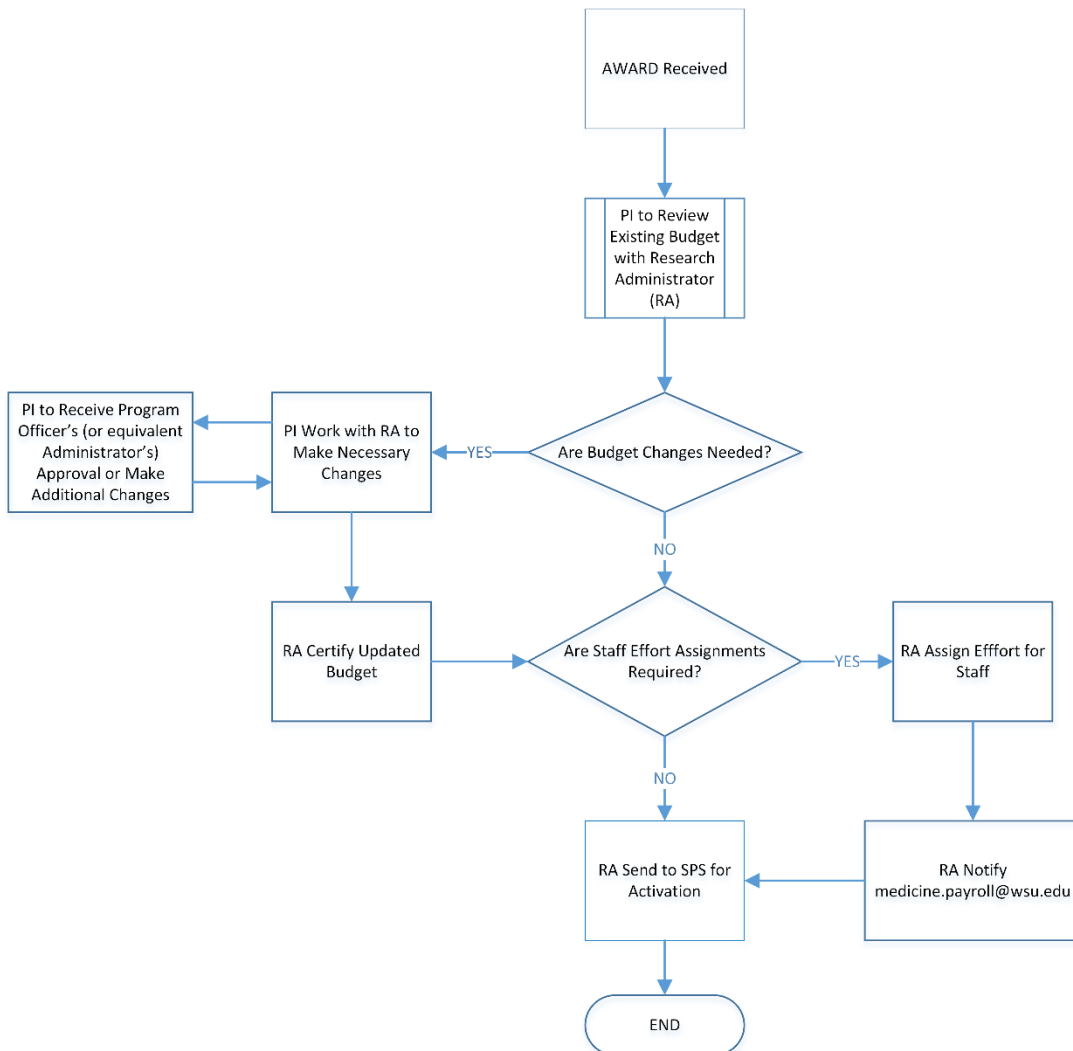 AWARD Received
PI to Review
Existing Budget
with Research
Administrator
(RA)
PI to Receive Program
Officer's (or equivalent
Administrator's)
Approval or Make
Additional Changes
PI Work with RA to
Make Necessary
Changes
YES
Are Budget Changes Needed?
NO
RA Certify Updated
Budget
Are Staff Effort Assignments
Required?
YES
RA Assign Efffort for
Staff
NO
RA Send to SPS for
Activation
RA Notify
medicine.payroll@wsu.edu
END